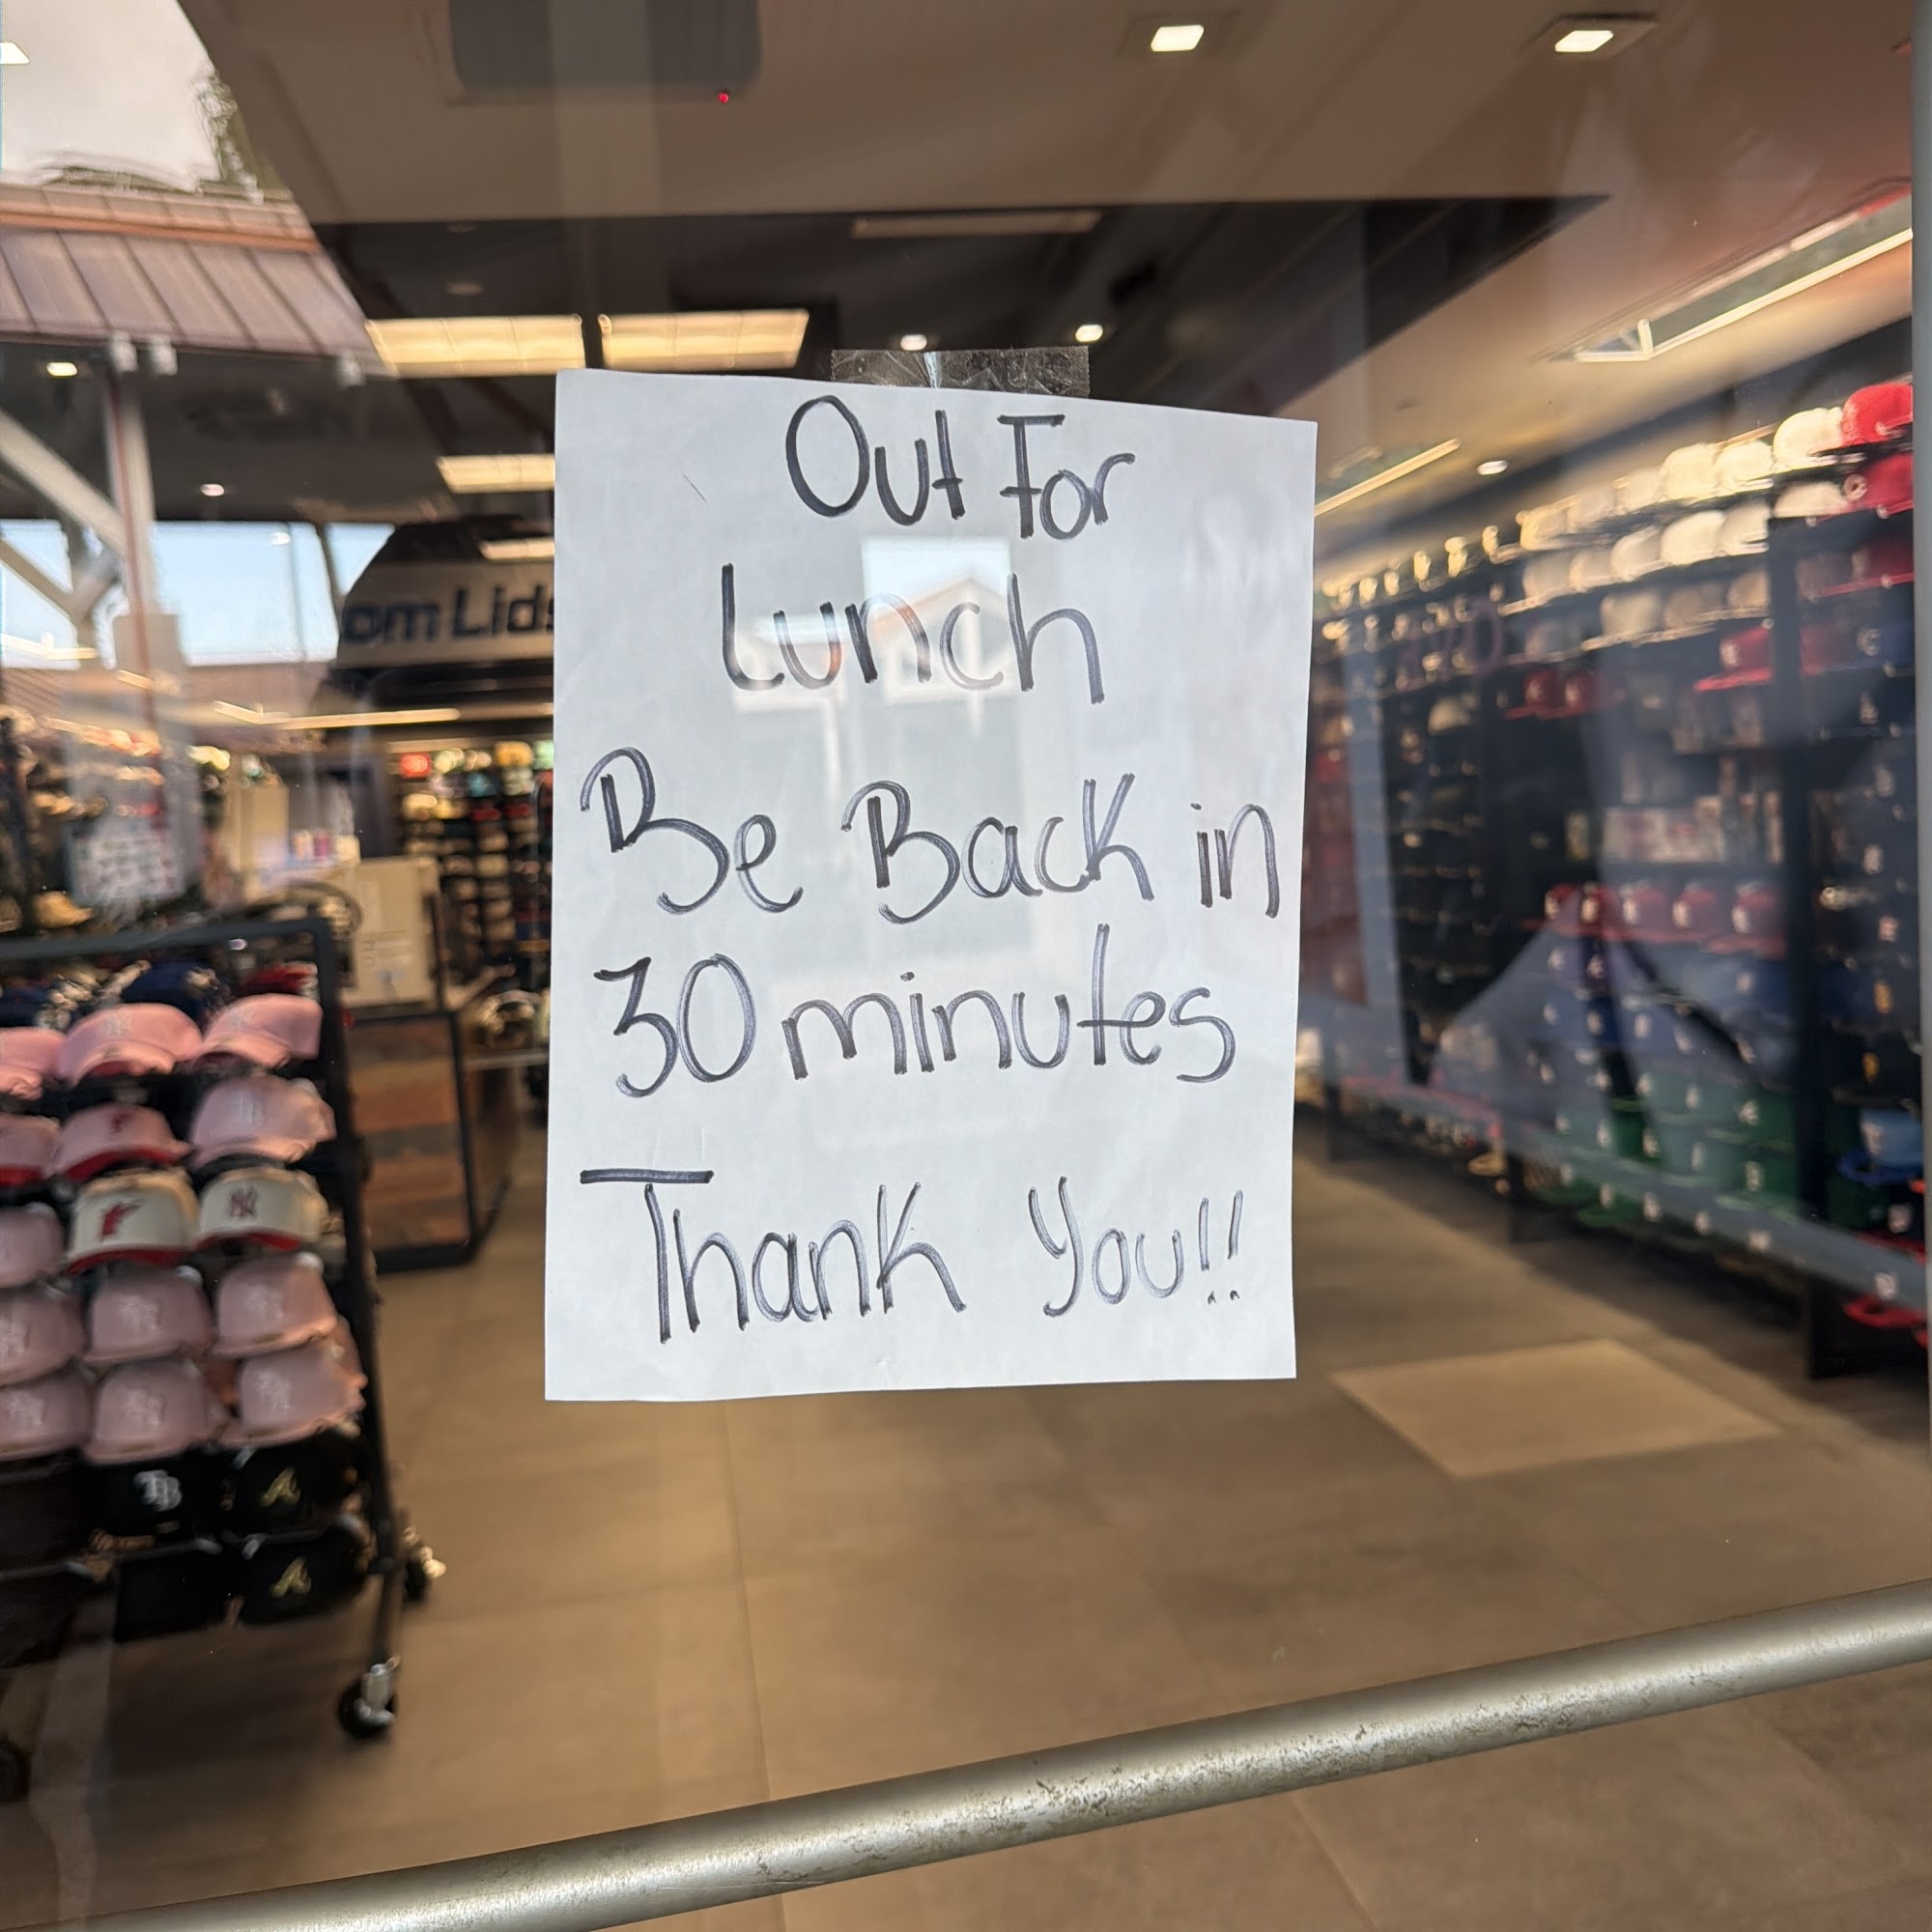 om Lids
Out For
Lunch
Be Back in
30 minutes
Thank You!!